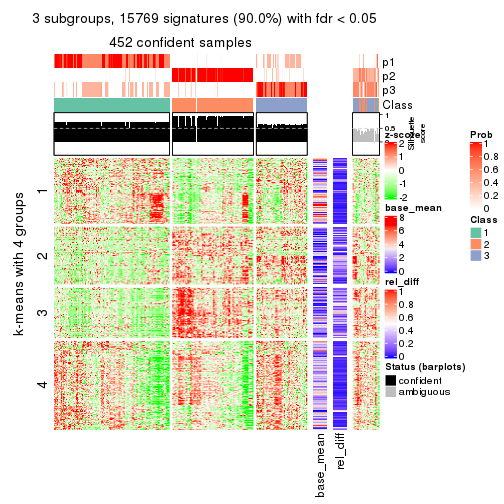 3 subgroups, 15769 signatures (90.0%) with fdr < 0.05
452 confident samples
p1
p2
p3
Class
1
0.5
0
Silhouette
score
k-means with 4 groups
1
2
3
4
base_mean
rel_diff
z-score
2
1
0
-1
-2
base_mean
8
6
4
2
0
rel_diff
1
0.8
0.6
0.4
0.2
0
Status (barplots)
confident
ambiguous
Prob
1
0.8
0.6
0.4
0.2
0
Class
1
2
3